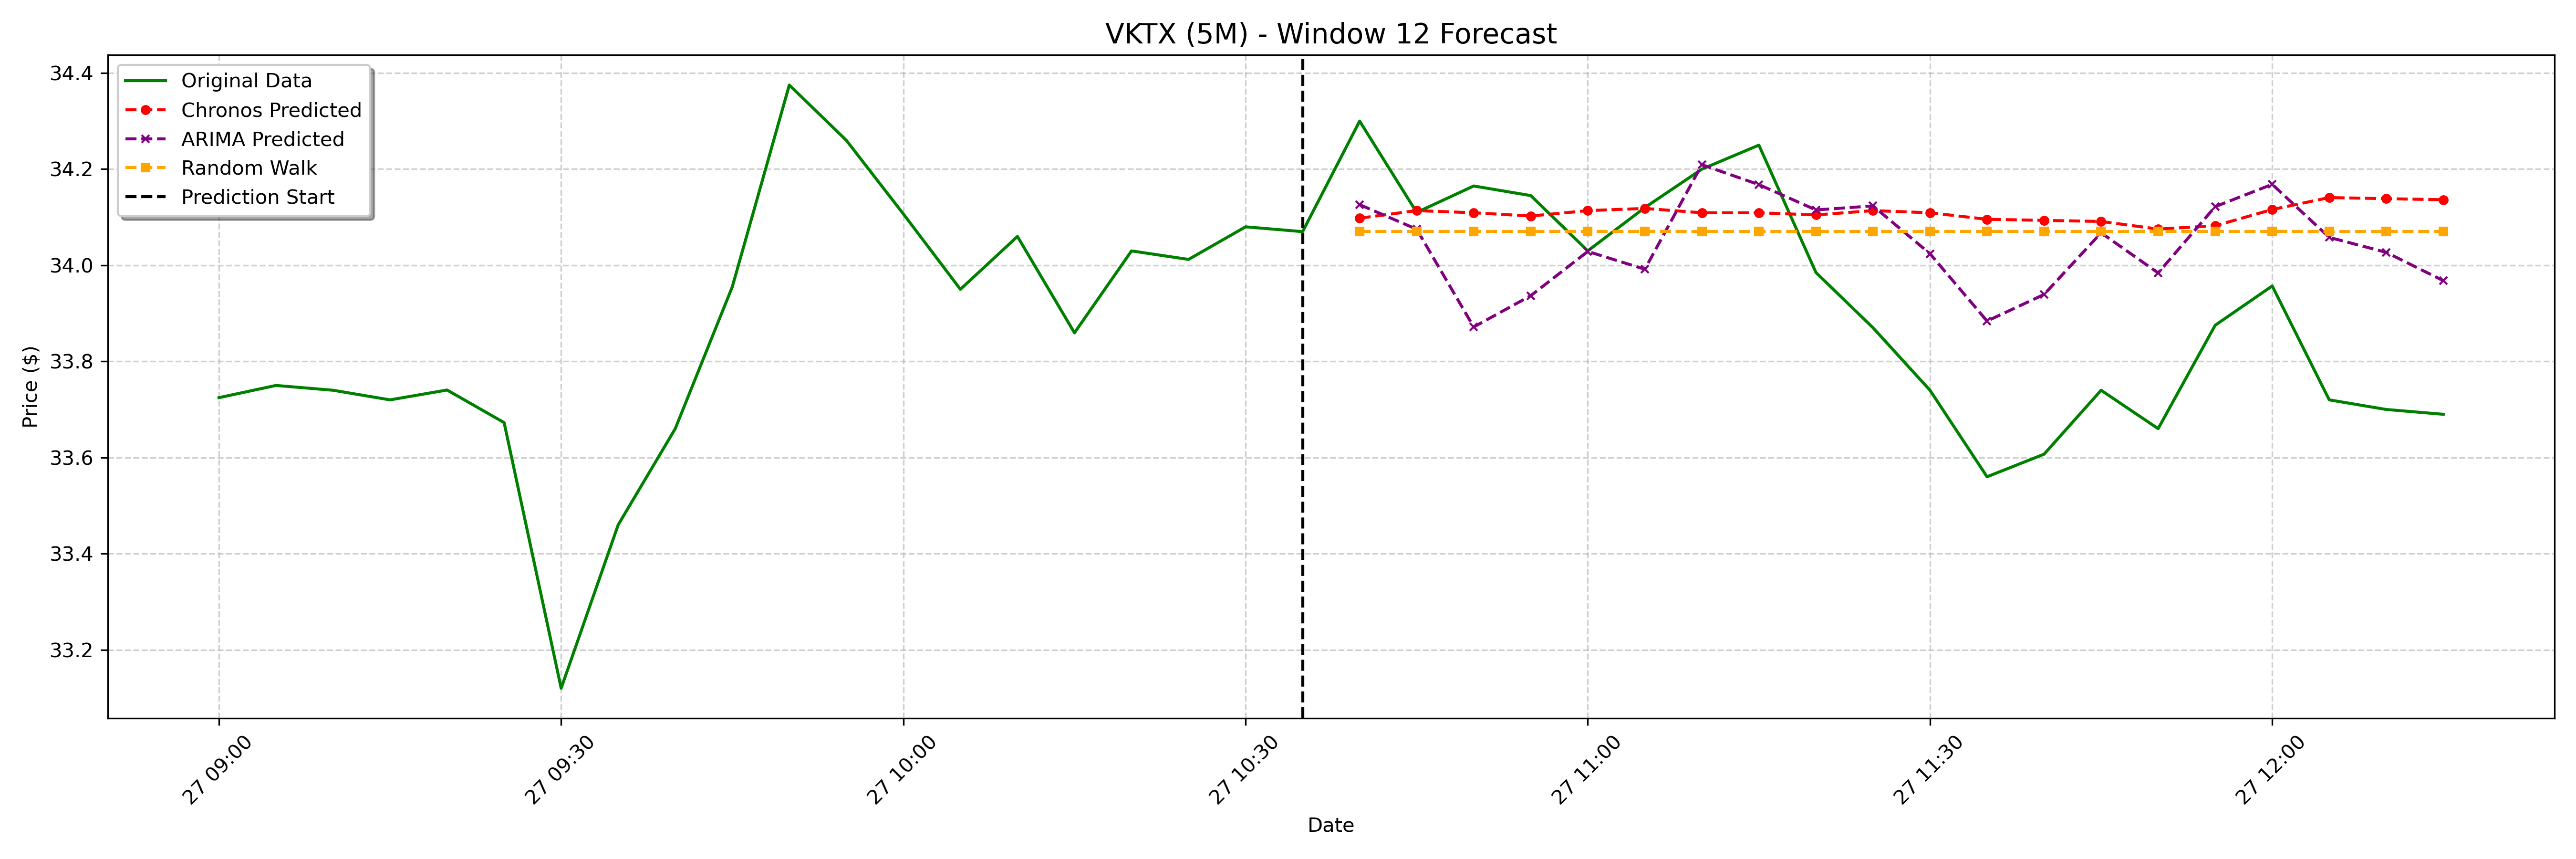 VKTX (5M) - Window 12 Forecast
Original Data
Chronos Predicted
ARIMA Predicted
Random Walk
Prediction Start
Price ($)
34.4
34.2
34.0
33.8
33.6
33.4
33.2
27 09:00
27 09:30
27 10:00
27 10:30
27 11:00
27 11:30
27 12:00
Date